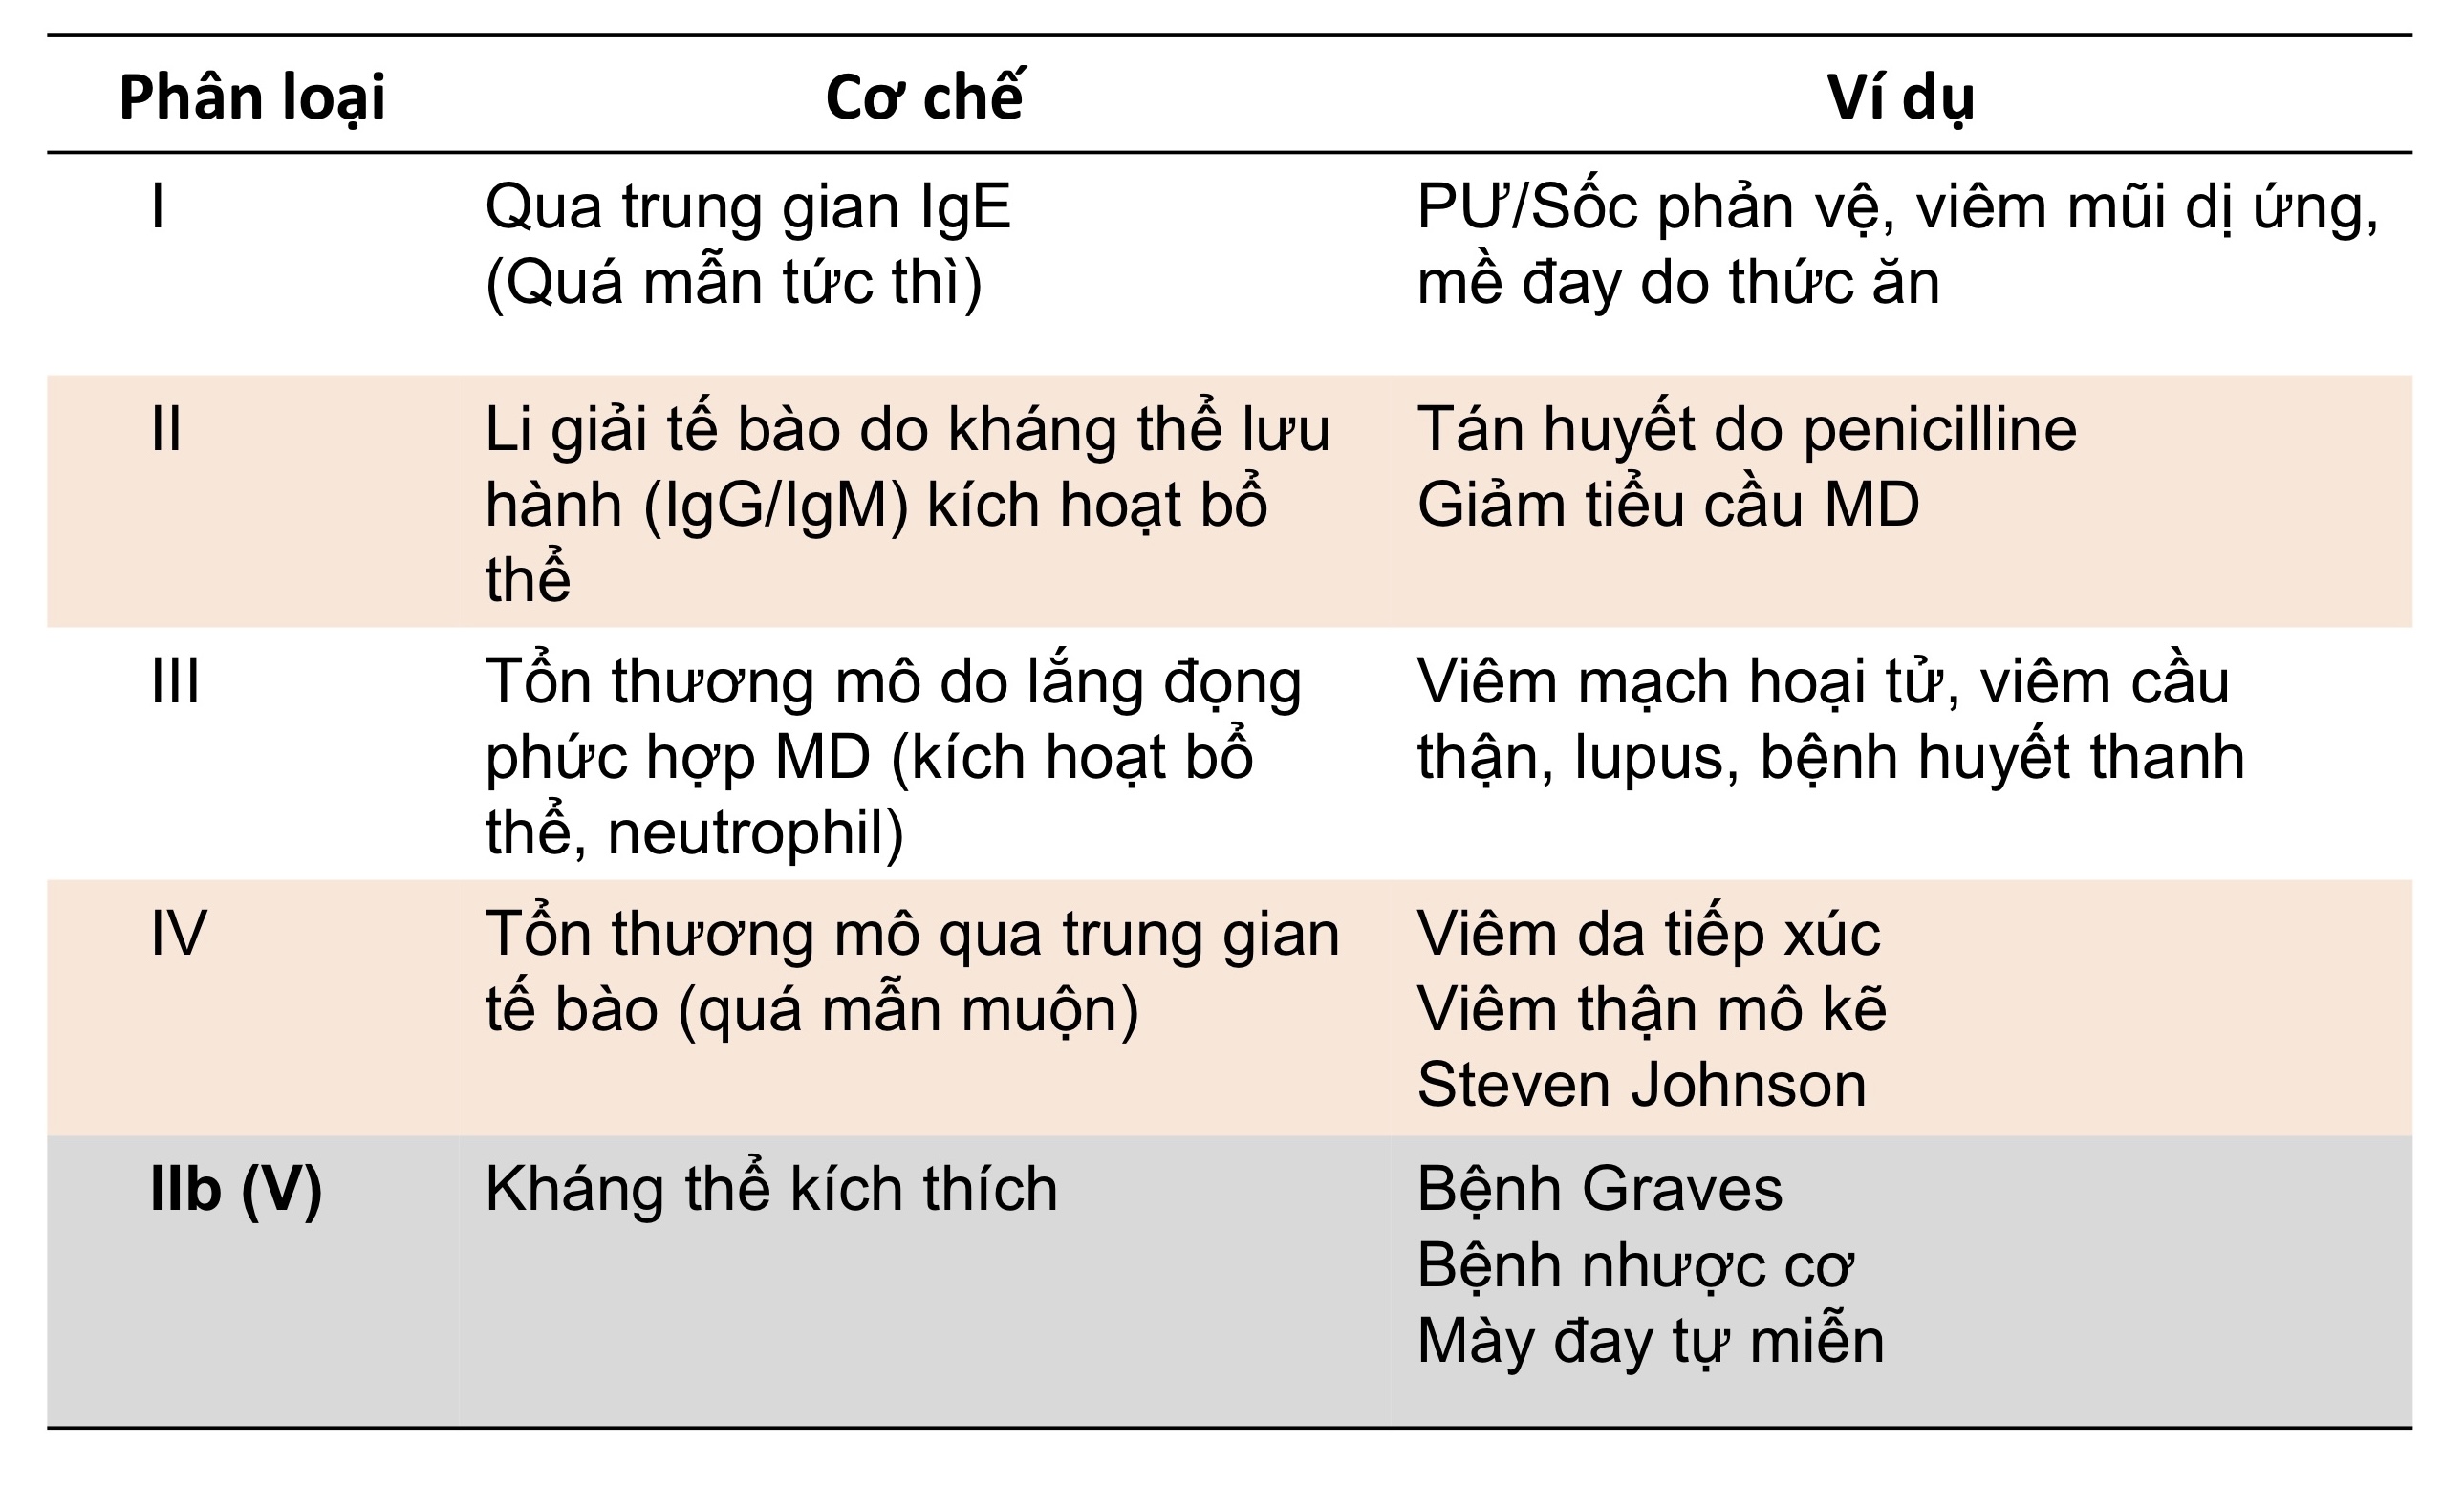 Phân loại Cơ chế Ví dụ
I Qua trung gian IgE PƯ/Sốc phản vệ, viêm mũi dị ứng,
(Quá mẫn tức thì) mề đay do thức ăn
II Li giải tế bào do kháng thể lưu Tán huyết do penicilline
hành (IgG/IgM) kích hoạt bổ Giảm tiểu cầu MD
thể
III Tổn thương mô do lắng đọng Viêm mạch hoại tử, viêm cầu
phức hợp MD (kích hoạt bổ thận, lupus, bệnh huyết thanh
thể, neutrophil)
IV Tổn thương mô qua trung gian Viêm da tiếp xúc
tế bào (quá mẫn muộn) Viêm thận mô kẽ
Steven Johnson
IIb (V) Kháng thể kích thích Bệnh Graves
Bệnh nhược cơ
Mày đay tự miễn